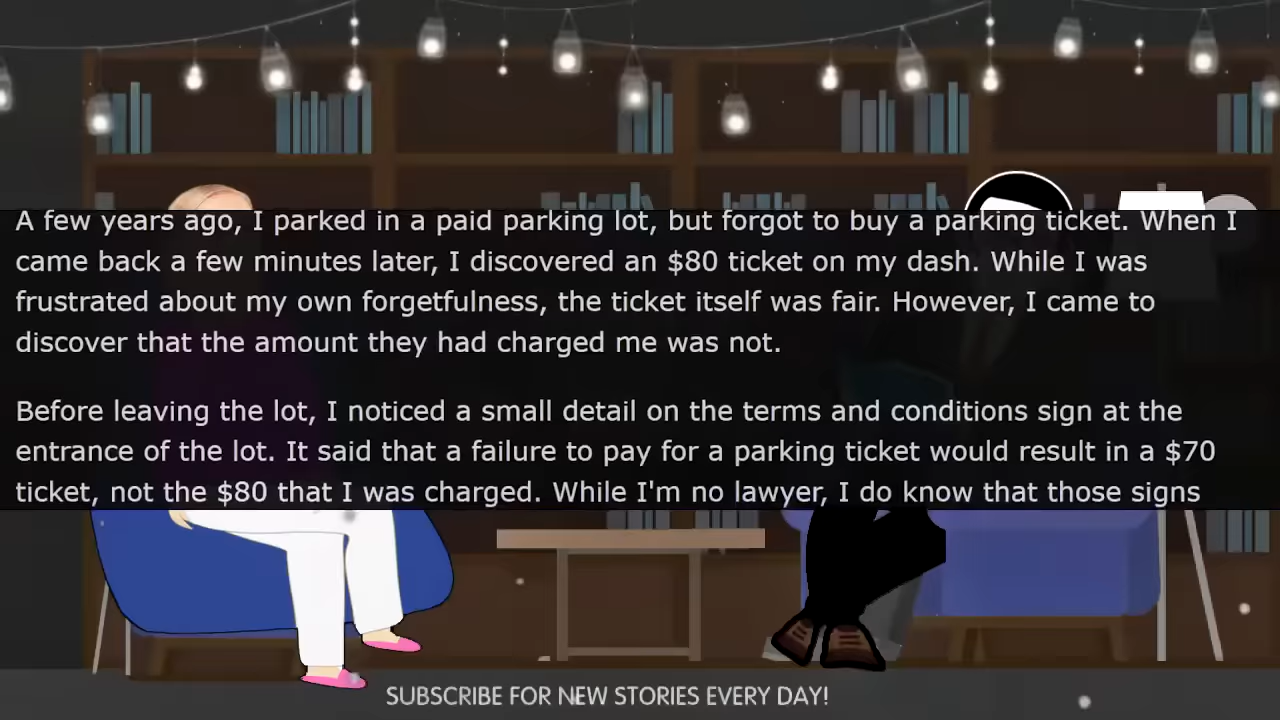 A few years ago, I parked in a paid parking lot, but forgot to buy a parking ticket. When I
came back a few minutes later, I discovered an $80 ticket on my dash. While I was
frustrated about my own forgetfulness, the ticket itself was fair. However, I came to
discover that the amount they had charged me was not.
Before leaving the lot, I noticed a small detail on the terms and conditions sign at the
entrance of the lot. It said that a failure to pay for a parking ticket would result in a $70
ticket, not the $80 that I was charged. While I'm no lawyer, I do know that those signs
SUBSCRIBE FOR NEW STORIES EVERY DAY!